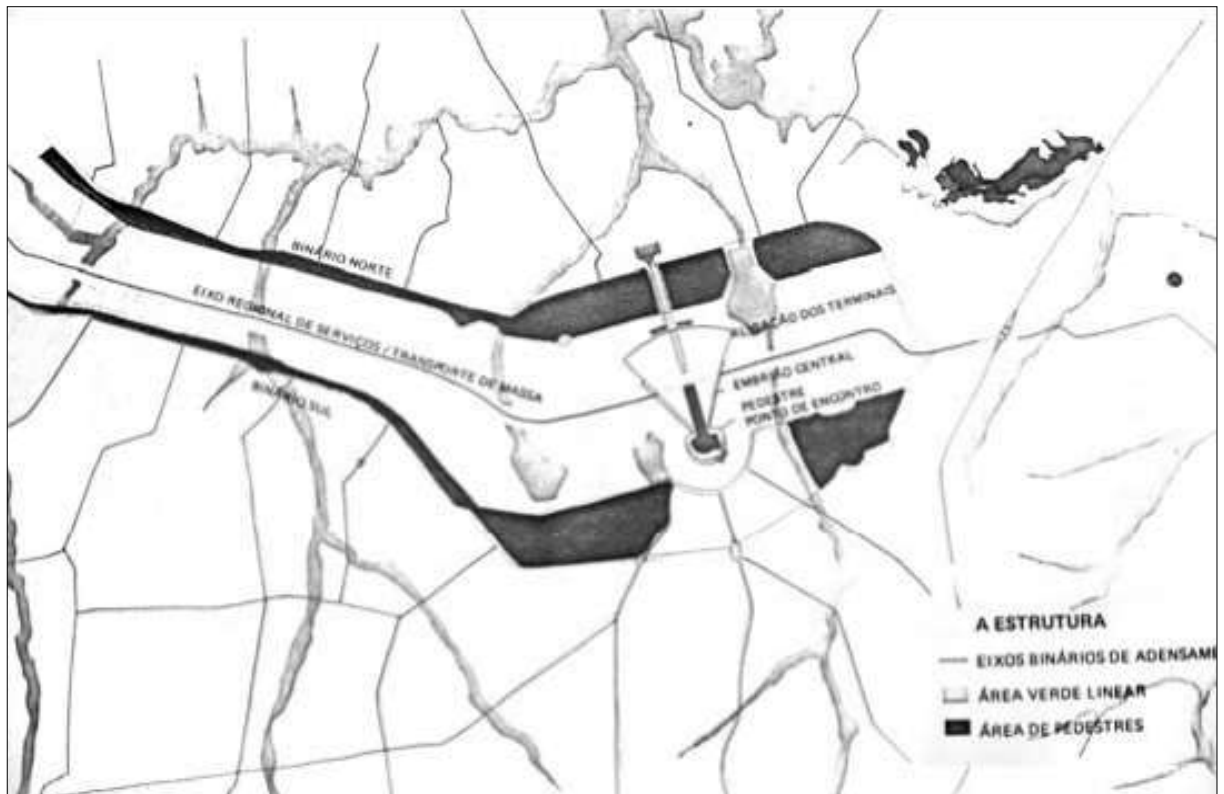 BINÁRIO NORTE
EIXO REGIONAL DE SERVIÇOS / TRANSPORTE DE MASSA
BINÁRIO SUL
LIGAÇÃO DOS TERMINAIS
EMBRIÃO CENTRAL
PEDESTRE
PONTO DE ENCONTRO
A ESTRUTURA
EIXOS BINÁRIOS DE ADENSAME
ÁREA VERDE LINEAR
ÁREA DE PEDESTRES